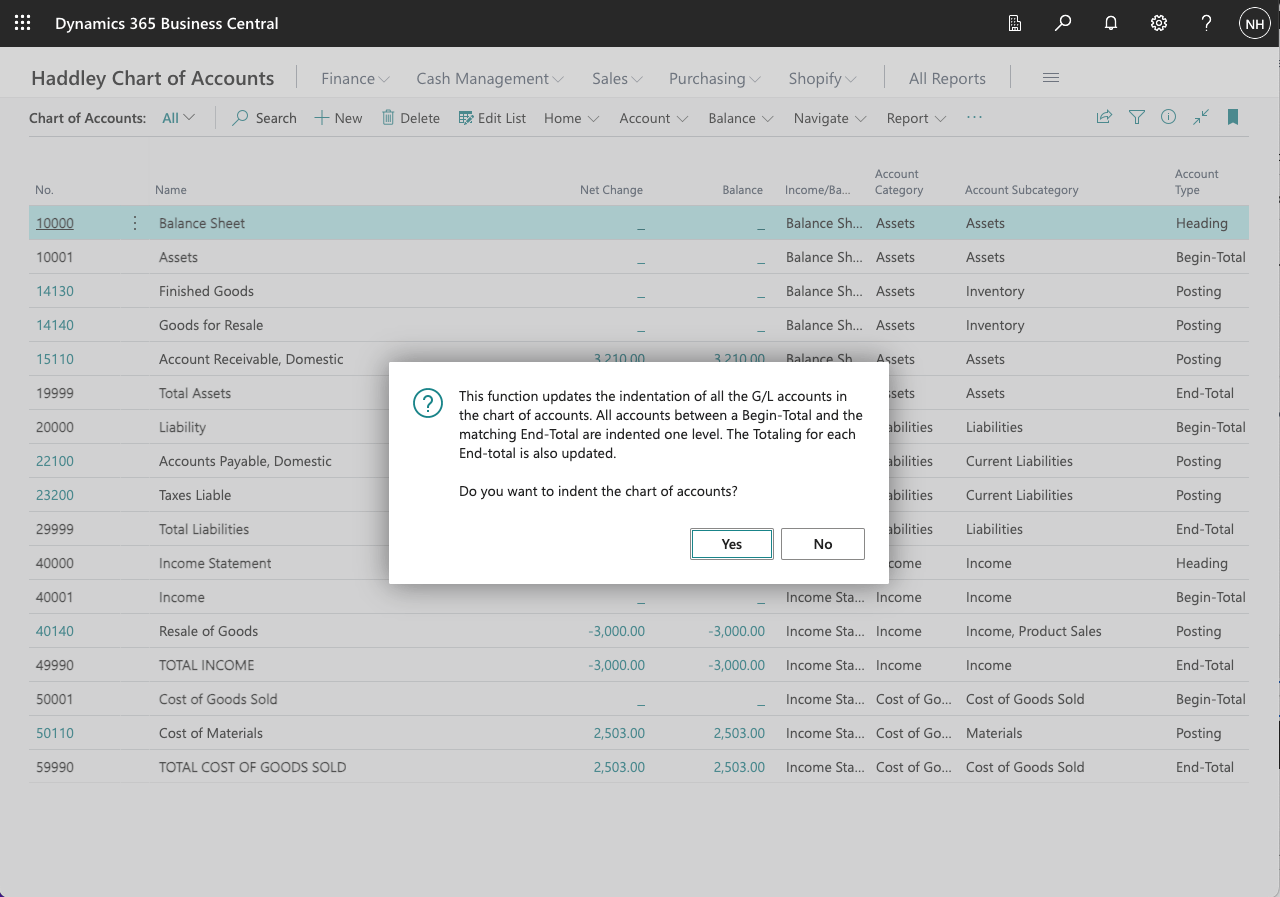 Dynamics 365 Business Central
NH
Haddley Chart of Accounts Finance Cash Management Sales Purchasing Shopify All Reports
Chart of Accounts: All Search New Delete Edit List Home Account Balance Navigate Report ...
No. Name Net Change Balance Income/Ba... Account Category Account Subcategory Account Type
10000 Balance Sheet _ _ Balance Sh... Assets Assets Heading
10001 Assets _ _ Balance Sh... Assets Assets Begin-Total
14130 Finished Goods _ _ Balance Sh... Assets Inventory Posting
14140 Goods for Resale _ _ Balance Sh... Assets Inventory Posting
15110 Account Receivable, Domestic 3,210.00 3,210.00 Balance Sh... Assets Assets Posting
19999 Total Assets Assets End-Total
20000 Liability abilities Liabilities Begin-Total
22100 Accounts Payable, Domestic abilities Current Liabilities Posting
23200 Taxes Liable abilities Current Liabilities Posting
29999 Total Liabilities abilities Liabilities End-Total
40000 Income Statement come Income Heading
40001 Income _ _ Income Sta... Income Income Begin-Total
40140 Resale of Goods -3,000.00 -3,000.00 Income Sta... Income Income, Product Sales Posting
49990 TOTAL INCOME -3,000.00 -3,000.00 Income Sta... Income Income End-Total
50001 Cost of Goods Sold _ _ Income Sta... Cost of Go... Cost of Goods Sold Begin-Total
50110 Cost of Materials 2,503.00 2,503.00 Income Sta... Cost of Go... Materials Posting
59990 TOTAL COST OF GOODS SOLD 2,503.00 2,503.00 Income Sta... Cost of Go... Cost of Goods Sold End-Total
This function updates the indentation of all the G/L accounts in
the chart of accounts. All accounts between a Begin-Total and the
matching End-Total are indented one level. The Totaling for each
End-total is also updated.
Do you want to indent the chart of accounts?
Yes No